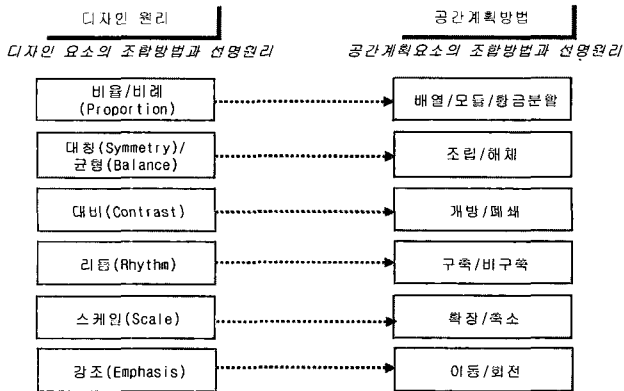 디자인 원리
공간계획방법
디자인 요소의 조합방법과 선명원리
공간계획요소의 조합방법과 선명원리
비율/비례
(Proportion)
배열/모듈/황금분할
대칭(Symmetry)/
균형(Balance)
조립/해체
대비(Contrast)
개방/폐쇄
리듬(Rhythm)
구축/비구축
스케일(Scale)
확장/축소
강조(Emphasis)
이동/회전